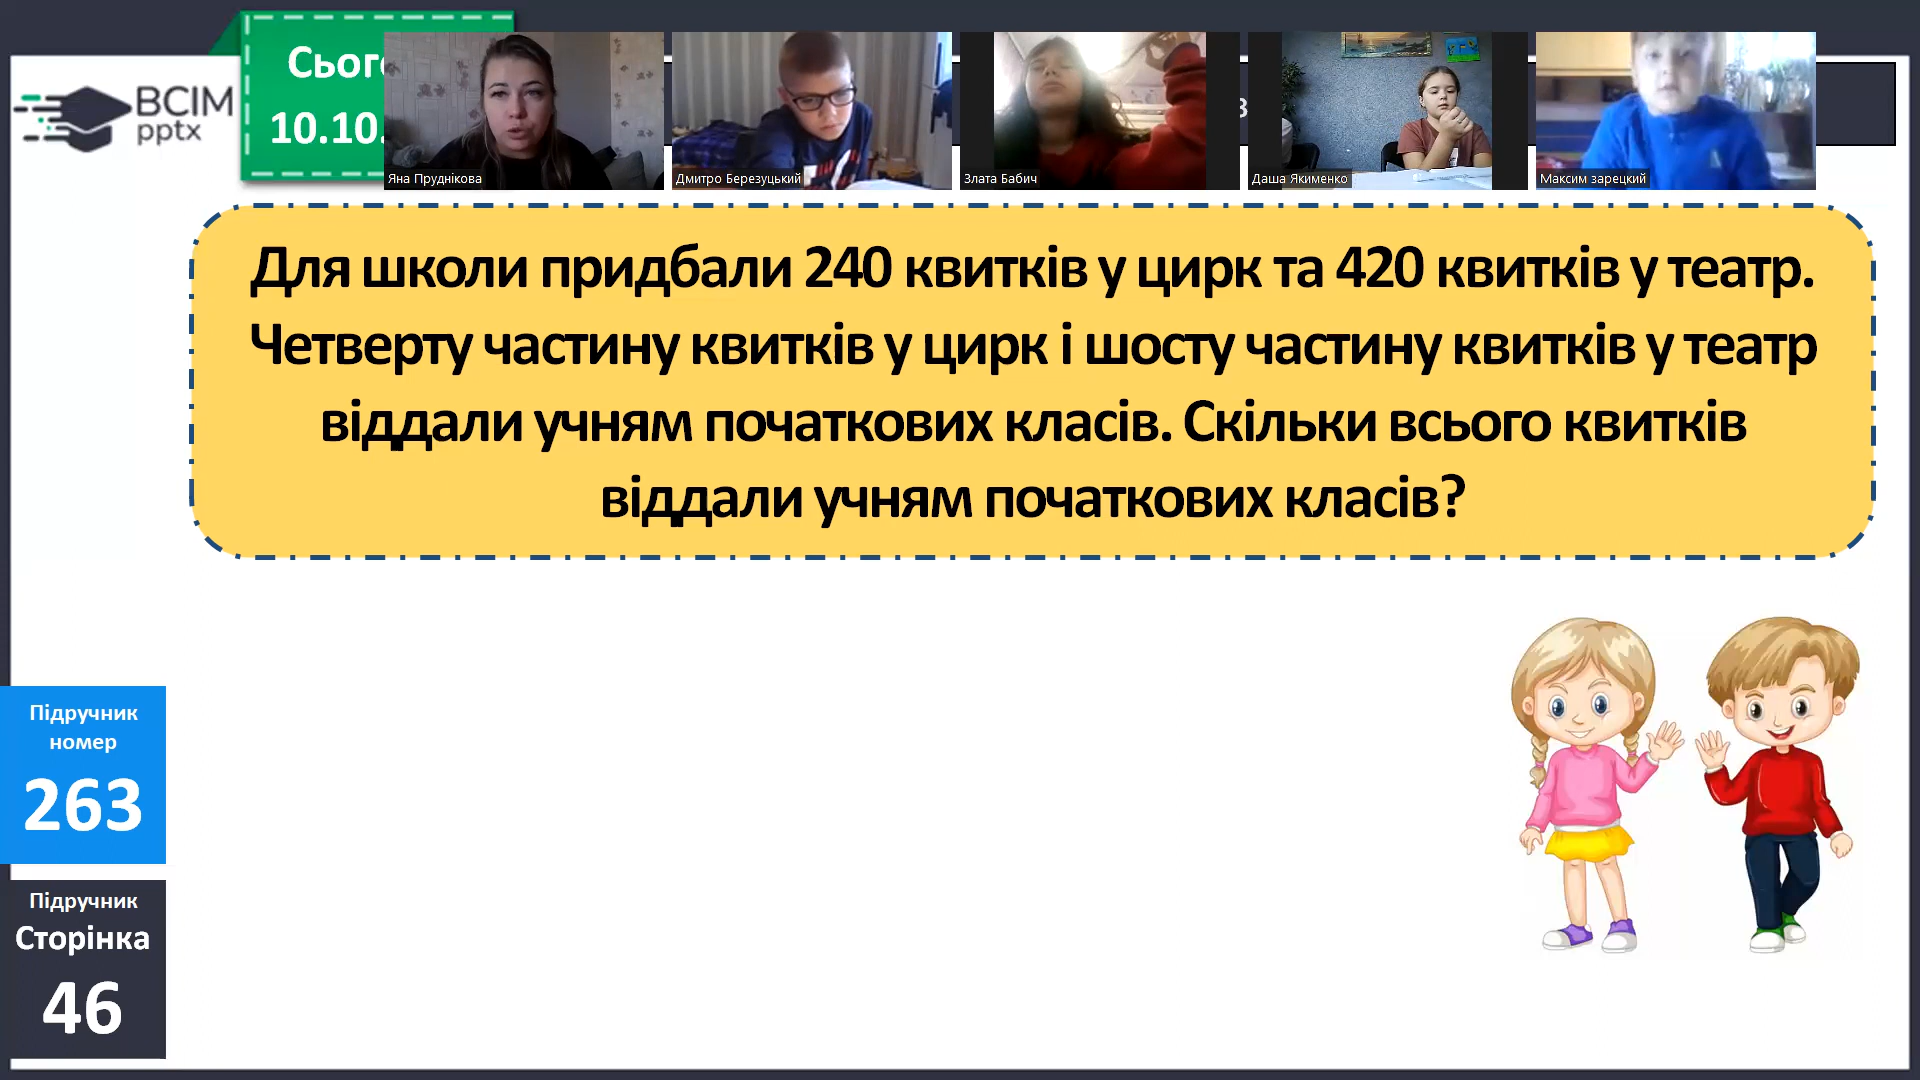 ВСІМ
pptx
10.10.
Яна Пруднікова
Дмитро Березуцький
Злата Бабич
Даша Якименко
Максим зарецкий
Для школи придбали 240 квитків у цирк та 420 квитків у театр.
Четверту частину квитків у цирк і шосту частину квитків у театр
віддали учням початкових класів. Скільки всього квитків
віддали учням початкових класів?
Підручник
номер
263
Підручник
Сторінка
46